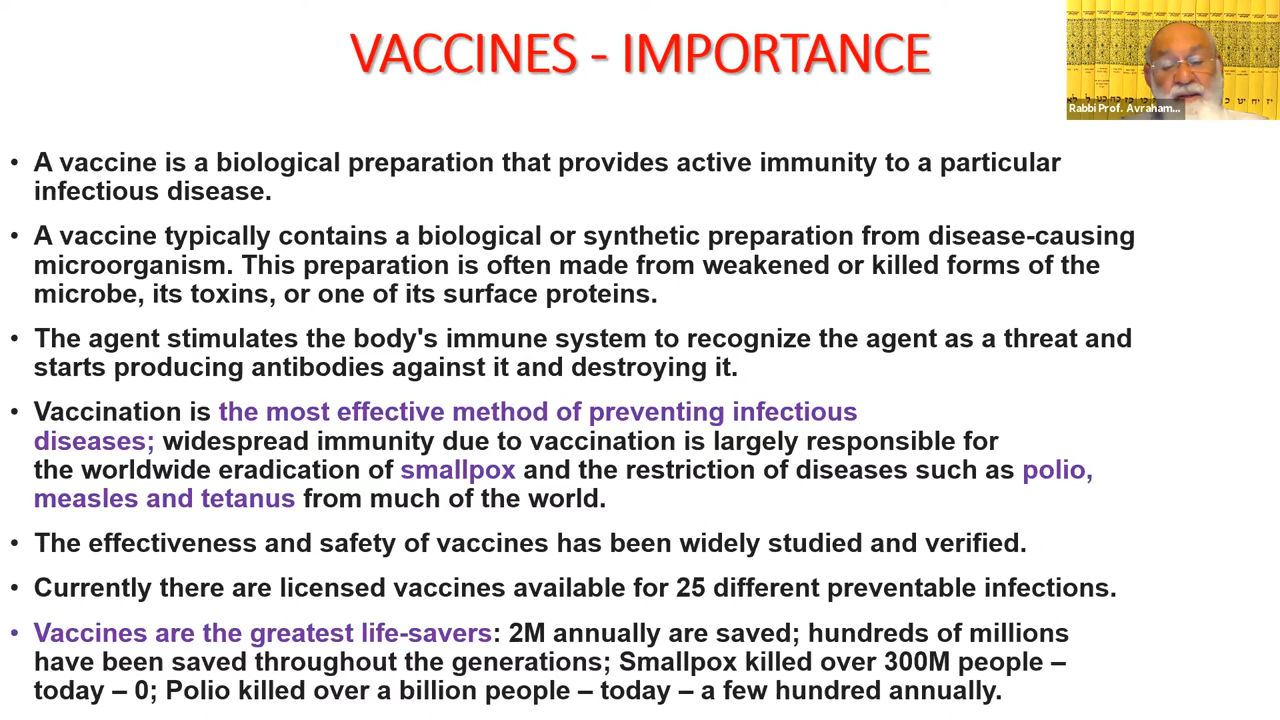 VACCINES - IMPORTANCE
Rabbi Prof. Avraham...
• A vaccine is a biological preparation that provides active immunity to a particular
infectious disease.
• A vaccine typically contains a biological or synthetic preparation from disease-causing
microorganism. This preparation is often made from weakened or killed forms of the
microbe, its toxins, or one of its surface proteins.
• The agent stimulates the body's immune system to recognize the agent as a threat and
starts producing antibodies against it and destroying it.
• Vaccination is the most effective method of preventing infectious
diseases; widespread immunity due to vaccination is largely responsible for
the worldwide eradication of smallpox and the restriction of diseases such as polio,
measles and tetanus from much of the world.
• The effectiveness and safety of vaccines has been widely studied and verified.
• Currently there are licensed vaccines available for 25 different preventable infections.
• Vaccines are the greatest life-savers: 2M annually are saved; hundreds of millions
have been saved throughout the generations; Smallpox killed over 300M people –
today – 0; Polio killed over a billion people – today – a few hundred annually.